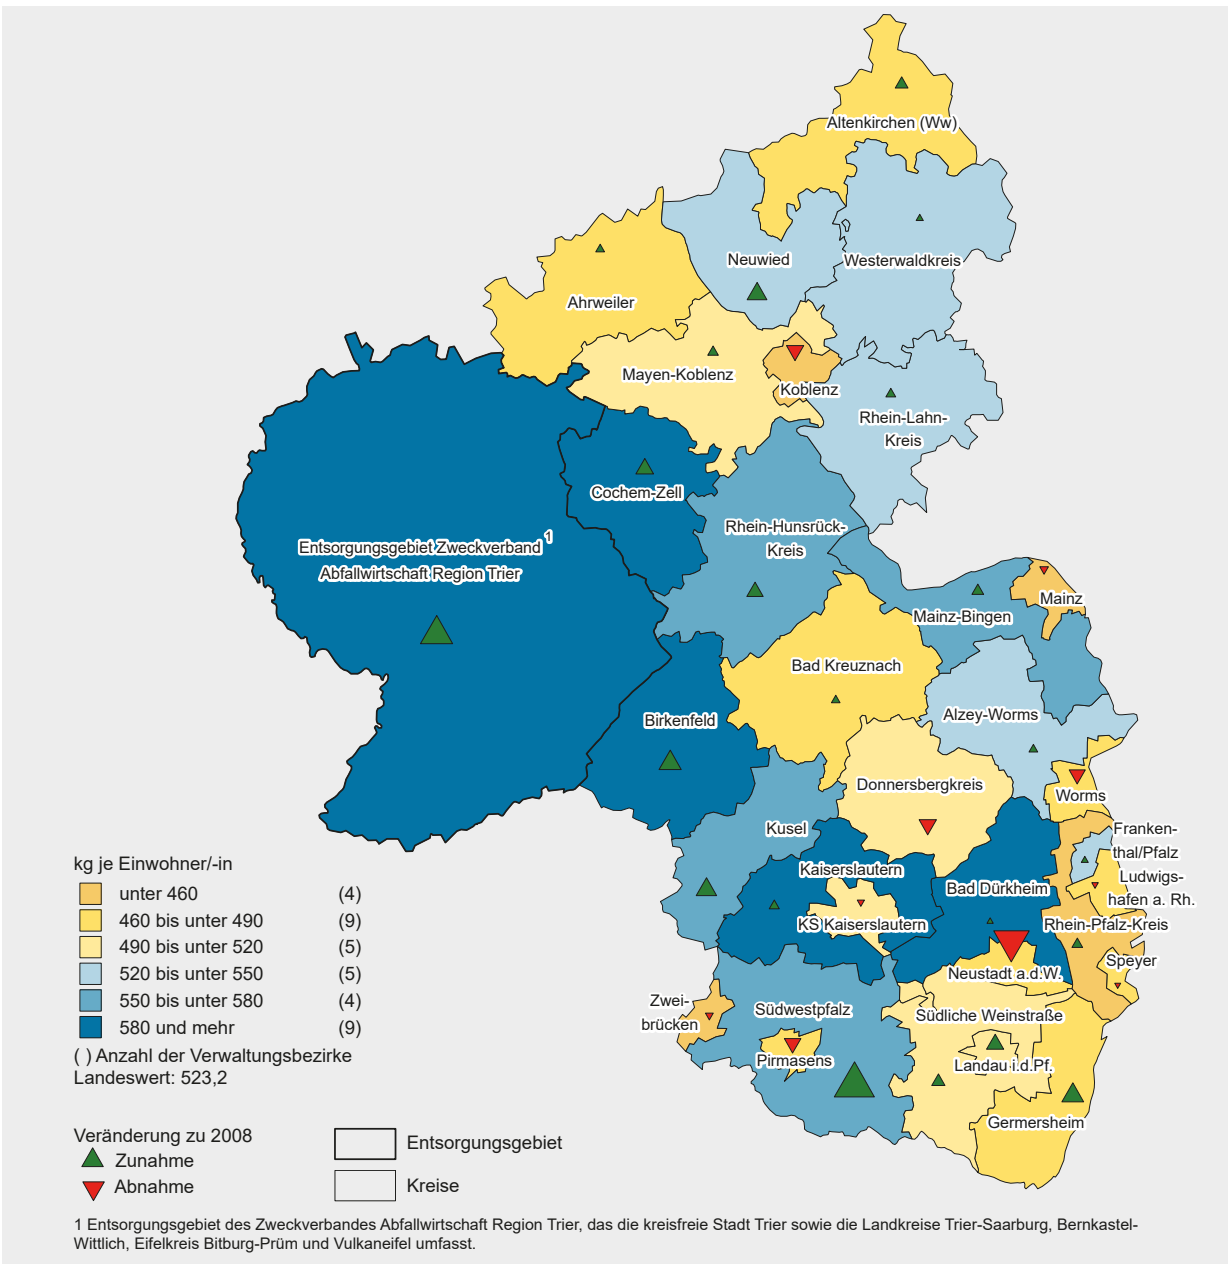 Altenkirchen (Ww)
Neuwied
Westerwaldkreis
Ahrweiler
Mayen-Koblenz
Koblenz
Rhein-Lahn-
Kreis
Cochem-Zell
Rhein-Hunsrück-
Kreis
Entsorgungsgebiet Zweckverband 1
Abfallwirtschaft Region Trier
Mainz
Mainz-Bingen
Bad Kreuznach
Birkenfeld
Alzey-Worms
Donnersbergkreis
Worms
Kusel
Franken-
thal/Pfalz
Kaiserslautern
Bad Dürkheim
Ludwigs-
hafen a. Rh.
KS Kaiserslautern
Rhein-Pfalz-Kreis
Speyer
Neustadt a.d.W.
Zwei-
brücken
Südwestpfalz
Südliche Weinstraße
Pirmasens
Landau i.d.Pf.
Germersheim
kg je Einwohner/-in
unter 460 (4)
460 bis unter 490 (9)
490 bis unter 520 (5)
520 bis unter 550 (5)
550 bis unter 580 (4)
580 und mehr (9)
( ) Anzahl der Verwaltungsbezirke
Landeswert: 523,2
Veränderung zu 2008
Zunahme
Abnahme
Entsorgungsgebiet
Kreise
1 Entsorgungsgebiet des Zweckverbandes Abfallwirtschaft Region Trier, das die kreisfreie Stadt Trier sowie die Landkreise Trier-Saarburg, Bernkastel-
Wittlich, Eifelkreis Bitburg-Prüm und Vulkaneifel umfasst.